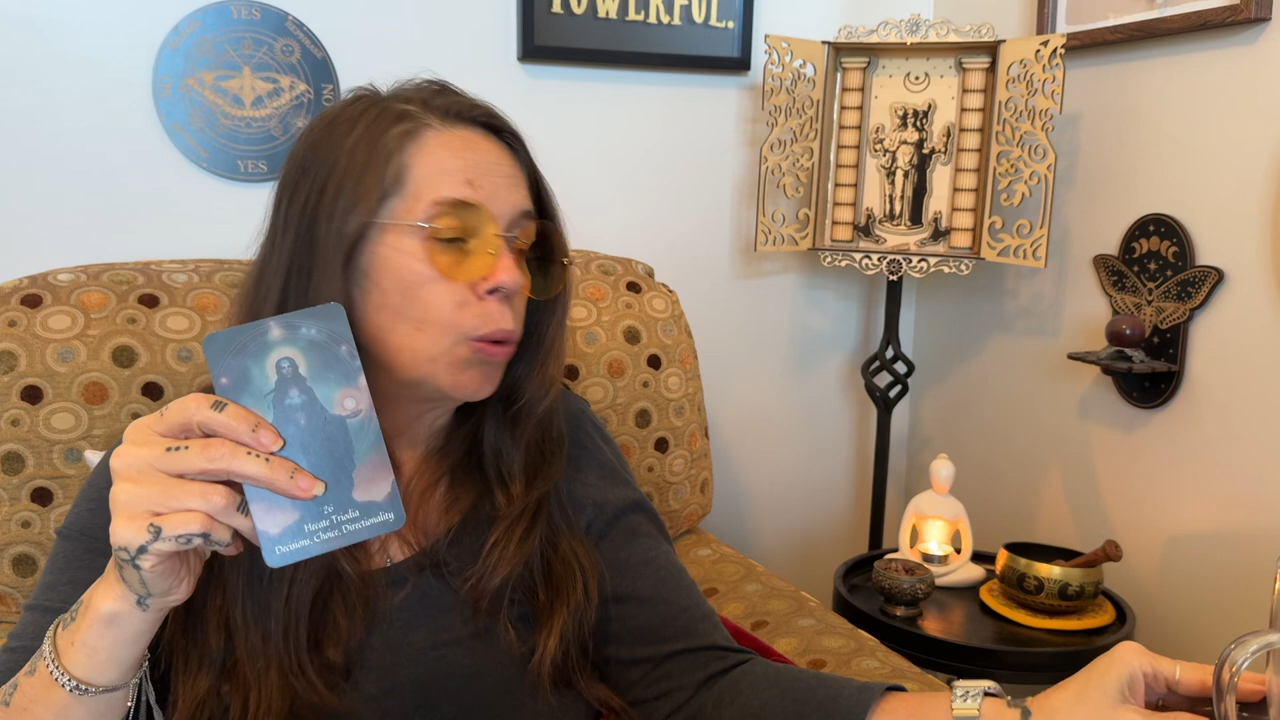 YES
NO
YES
POWERFUL.
26
Hecate Triodia
Decisions, Choice, Directionality